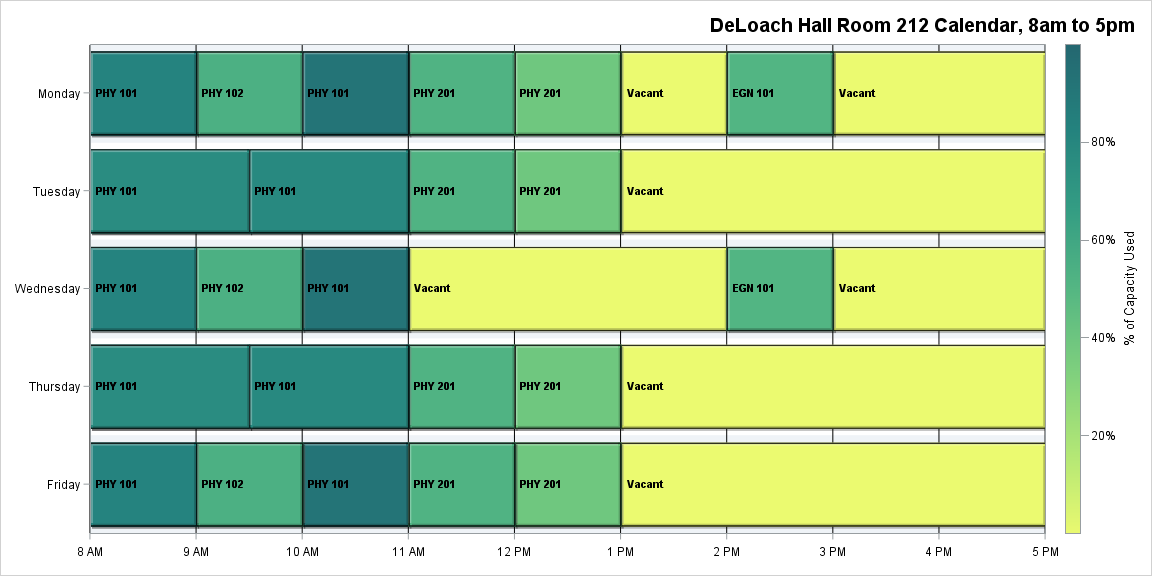 DeLoach Hall Room 212 Calendar, 8am to 5pm
Monday
PHY 101 PHY 102 PHY 101 PHY 201 PHY 201 Vacant EGN 101 Vacant
Tuesday
PHY 101 PHY 101 PHY 201 PHY 201 Vacant
Wednesday
PHY 101 PHY 102 PHY 101 Vacant EGN 101 Vacant
Thursday
PHY 101 PHY 101 PHY 201 PHY 201 Vacant
Friday
PHY 101 PHY 102 PHY 101 PHY 201 PHY 201 Vacant
8 AM 9 AM 10 AM 11 AM 12 PM 1 PM 2 PM 3 PM 4 PM 5 PM
80%
60%
40%
20%
% of Capacity Used